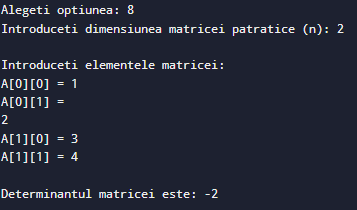 Alegeti optiunea: 8
Introduceti dimensiunea matricei patratice (n): 2
Introduceti elementele matricei:
A[0][0] = 1
A[0][1] =
2
A[1][0] = 3
A[1][1] = 4
Determinantul matricei este: -2